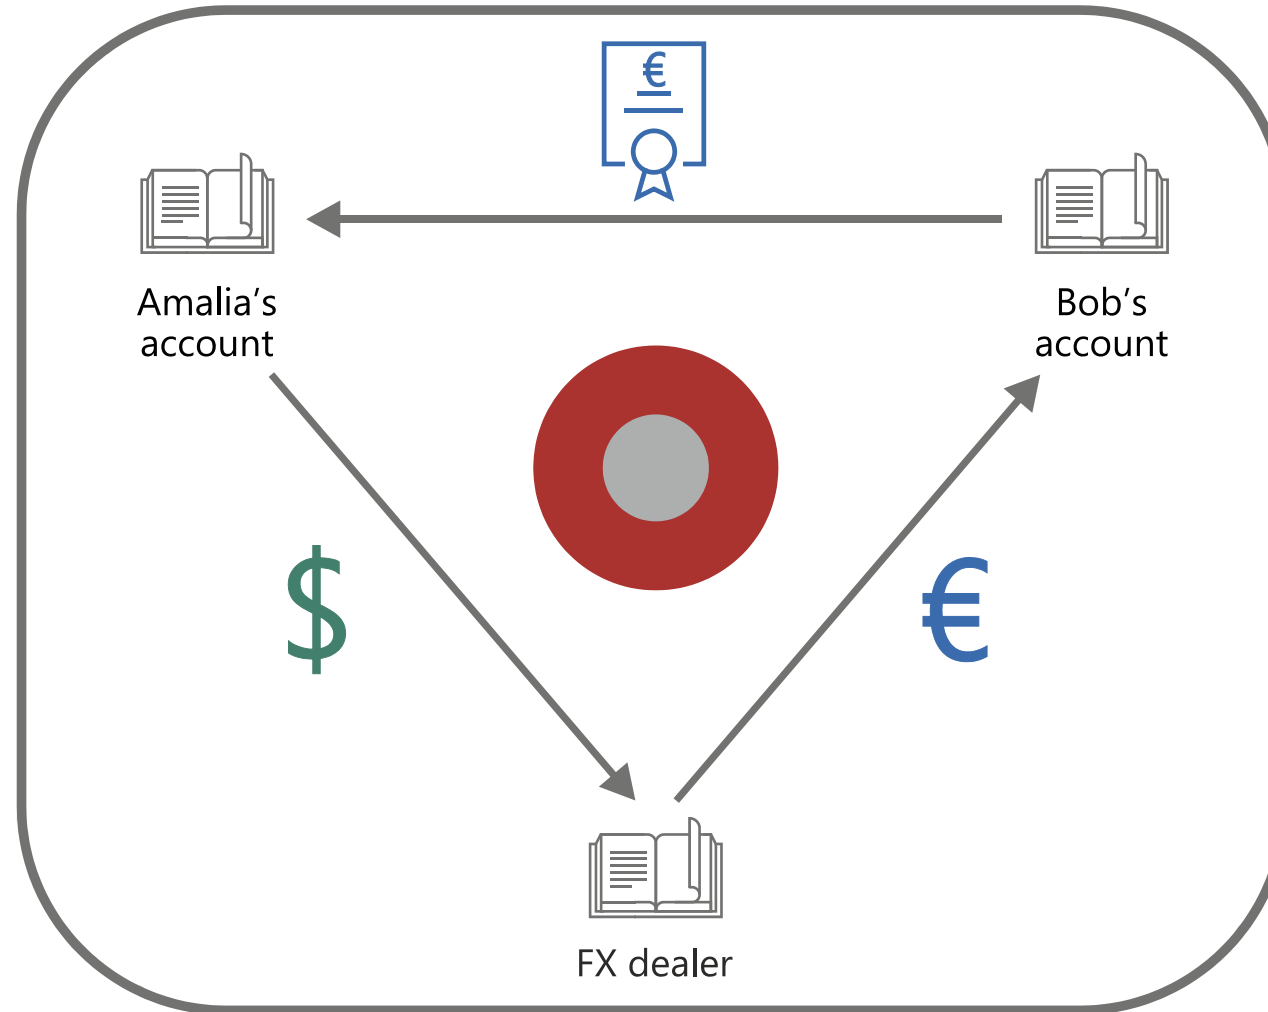 €
Amalia's
account
Bob's
account
$
€
FX dealer